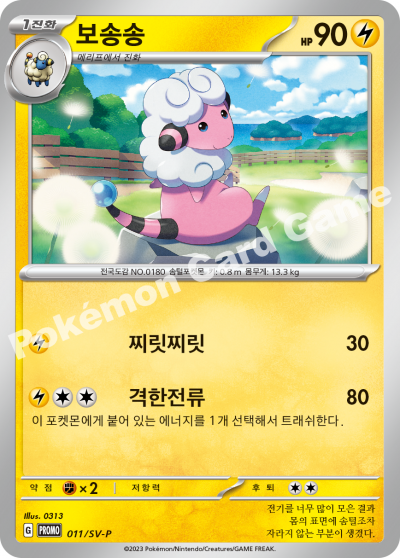 1진화
보송송
HP 90
메리프에서 진화
전국도감 NO.0180 솜털포켓몬 키: 0.8 m 몸무게: 13.3 kg
Pokémon Card Game
찌릿찌릿 30
격한전류 80
이 포켓몬에게 붙어 있는 에너지를 1개 선택해서 트래쉬한다.
약점 ×2 저항력 후퇴
Illus. 0313
G PROMO 011/SV-P
전기를 너무 많이 모은 결과
몸의 표면에 솜털조차
자라지 않는 부분이 생겼다.
©2023 Pokémon/Nintendo/Creatures/GAME FREAK.